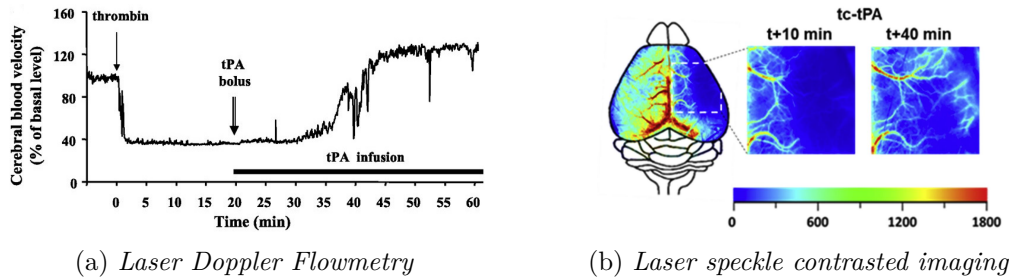 160
120
80
40
0
Cerebral blood velocity
(% of basal level)
thrombin
tPA
bolus
tPA infusion
0 5 10 15 20 25 30 35 40 45 50 55 60
Time (min)
(a) Laser Doppler Flowmetry
tc-tPA
t+10 min t+40 min
0 600 1200 1800
(b) Laser speckle contrasted imaging